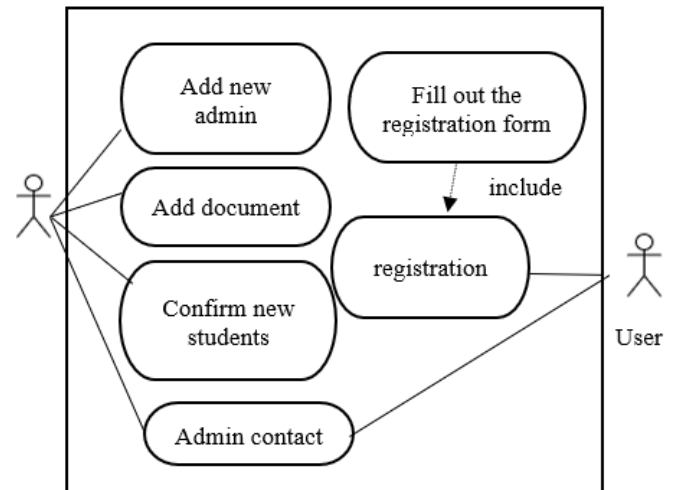 Add new
admin
Fill out the
registration form
include
Add document
registration
Confirm new
students
User
Admin contact